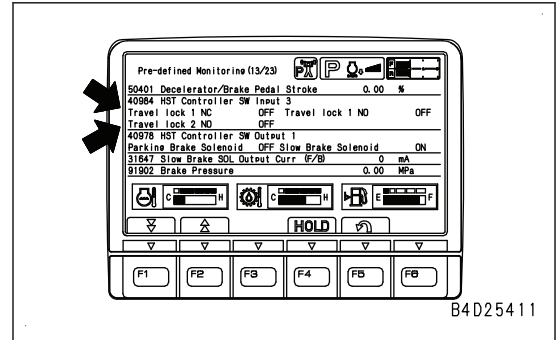 Pre-defined Monitoring (13/23)
P
50401 Decelerator/Brake Pedal Stroke 0.00 %
40984 HST Controller SW Input 3
Travel lock 1 NC OFF Travel lock 1 NO OFF
Travel lock 2 NO OFF
40978 HST Controller SW Output 1
Parking Brake Solenoid OFF Slow Brake Solenoid ON
31647 Slow Brake SOL Output Curr (F/B) 0 mA
91902 Brake Pressure 0.00 MPa
C H C H E F
HOLD
F1 F2 F3 F4 F5 F6
B4D25411